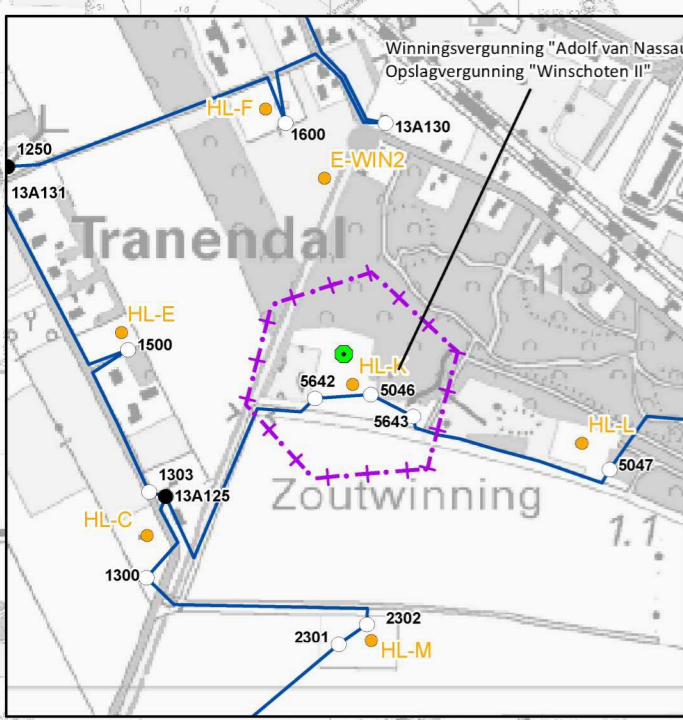 Winningsvergunning "Adolf van Nassau
Opslagvergunning "Winschoten II"
HL-F
1600
13A130
1250
13A131
E-WIN2
Tranendal
113
HL-E
1500
HL-K
5642
5046
5643
HL-L
5047
1303
13A125
Zoutwinning
HL-C
1.1
1300
2302
2301
HL-M